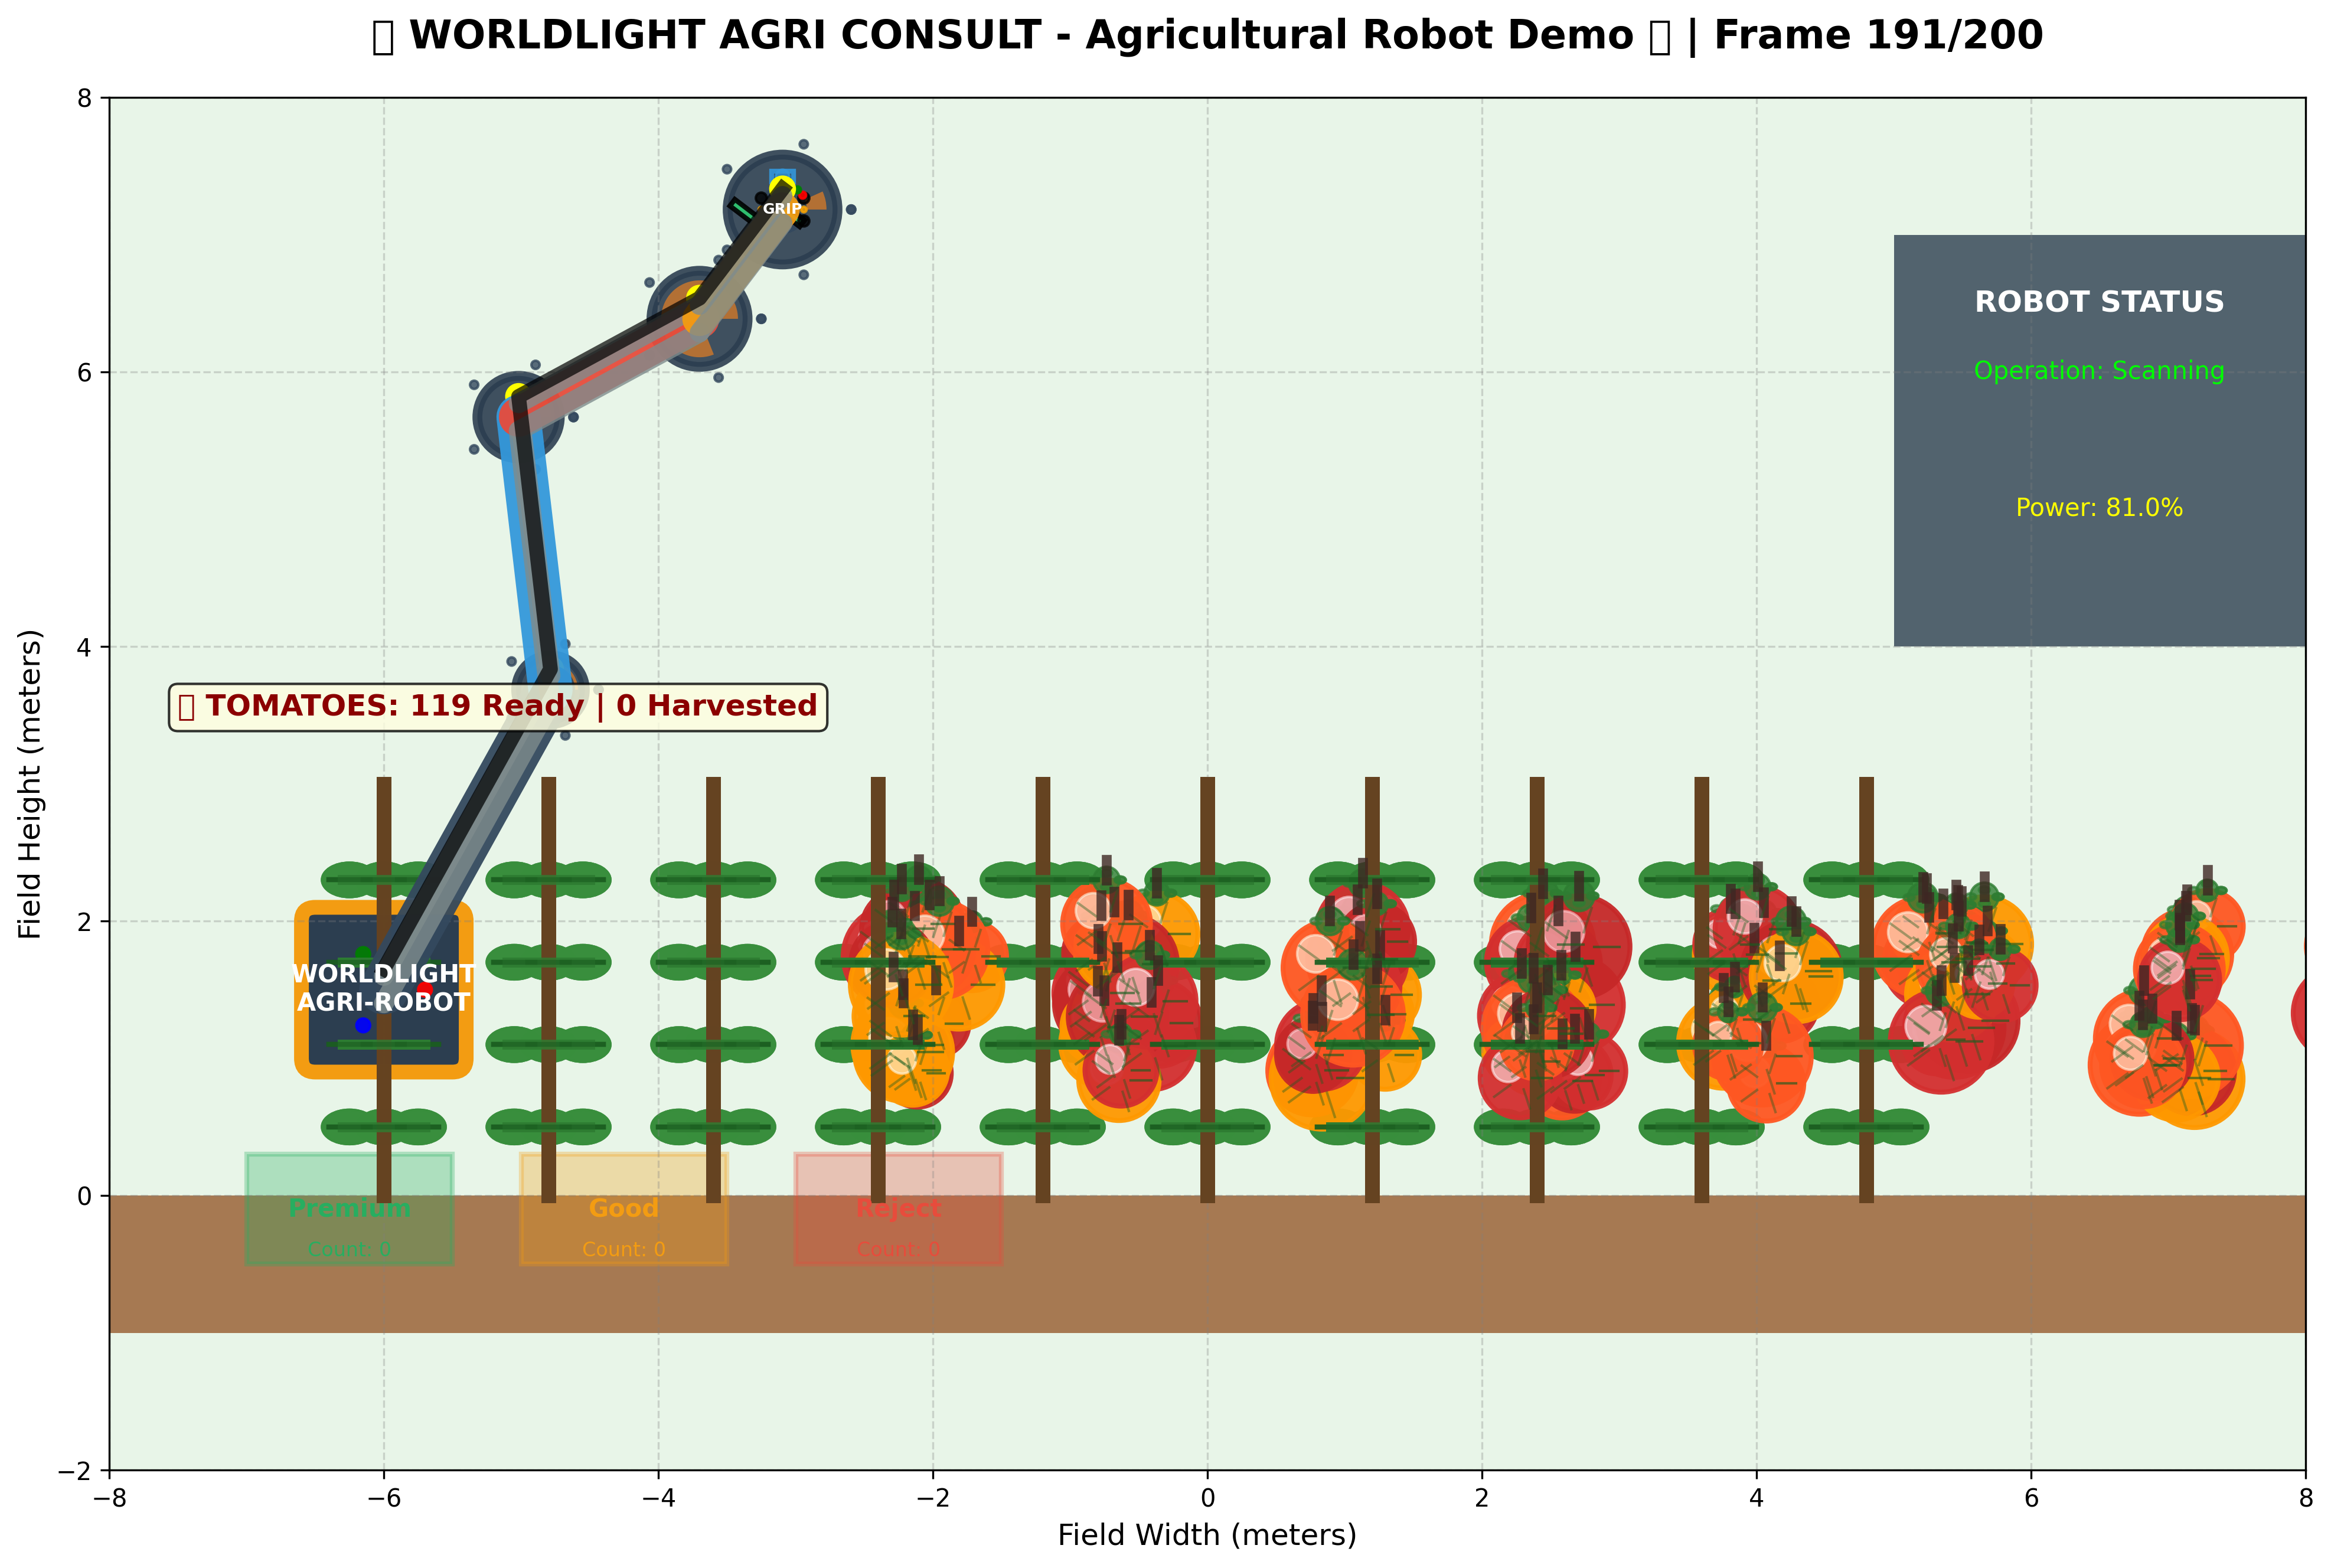 WORLDLIGHT AGRI CONSULT - Agricultural Robot Demo | Frame 191/200
8
6
4
2
0
−2
Field Height (meters)
GRIP
ROBOT STATUS
Operation: Scanning
Power: 81.0%
TOMATOES: 119 Ready | 0 Harvested
WORLDLIGHT
AGRI-ROBOT
Premium
Count: 0
Good
Count: 0
Reject
Count: 0
−8
−6
−4
−2
0
2
4
6
8
Field Width (meters)